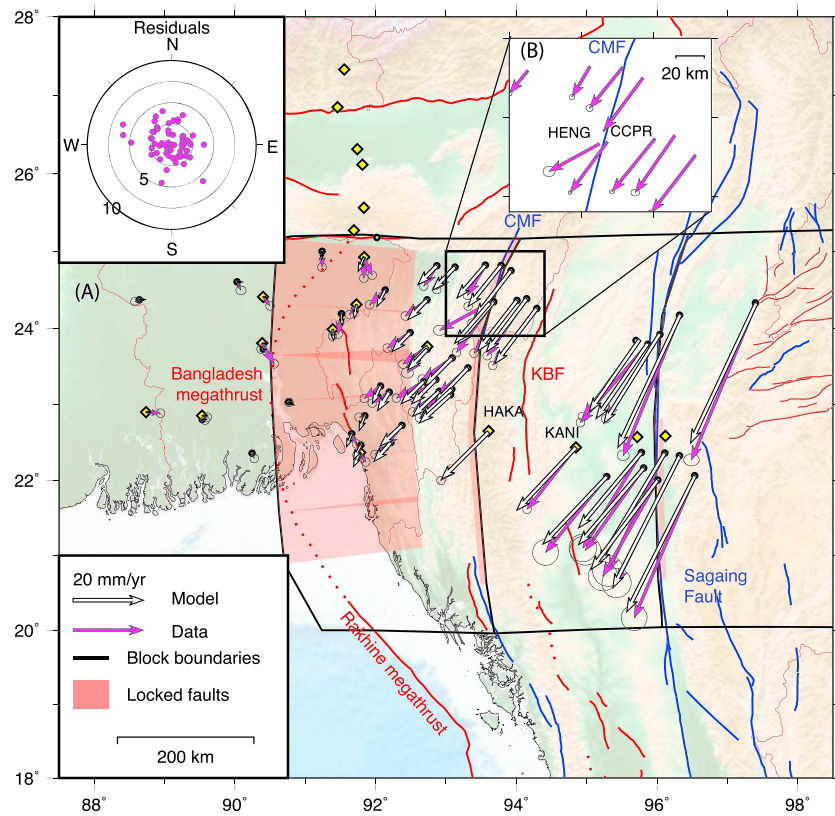 28˚
26˚
24˚
22˚
20˚
18˚
88˚
90˚
92˚
94˚
96˚
98˚
Residuals
N
W
E
5
10
S
(A)
(B)
CMF
20 km
HENG
CCPR
CMF
Bangladesh
megathrust
KBF
HAKA
KANI
Sagaing
Fault
Rakhine megathrust
20 mm/yr
Model
Data
Block boundaries
Locked faults
200 km